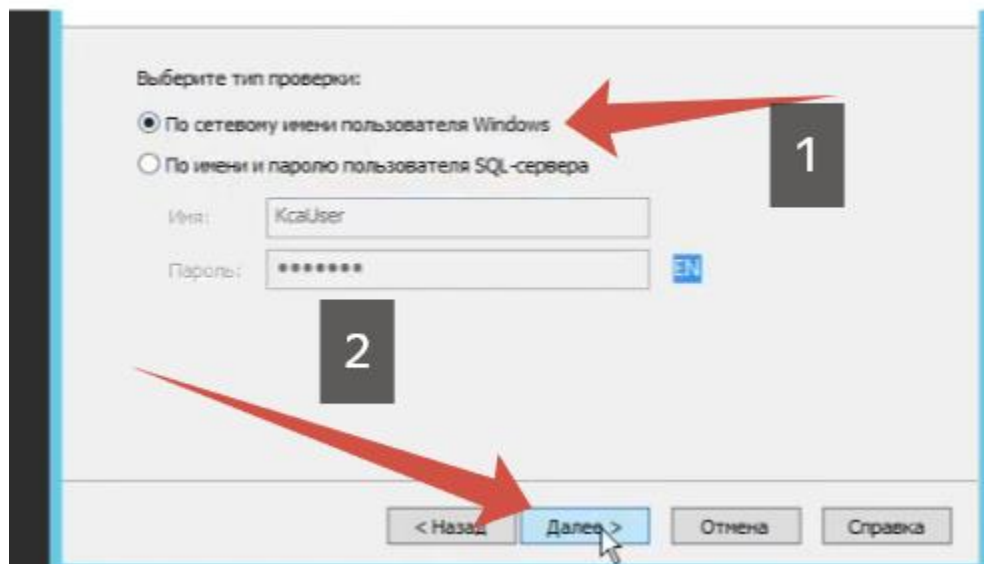 Выберите тип проверки:
По сетевому имени пользователя Windows
1
По имени и паролю пользователя SQL-сервера
Имя: KcaUser
Пароль: ●●●●●●● EN
2
< Назад Далее > Отмена Справка